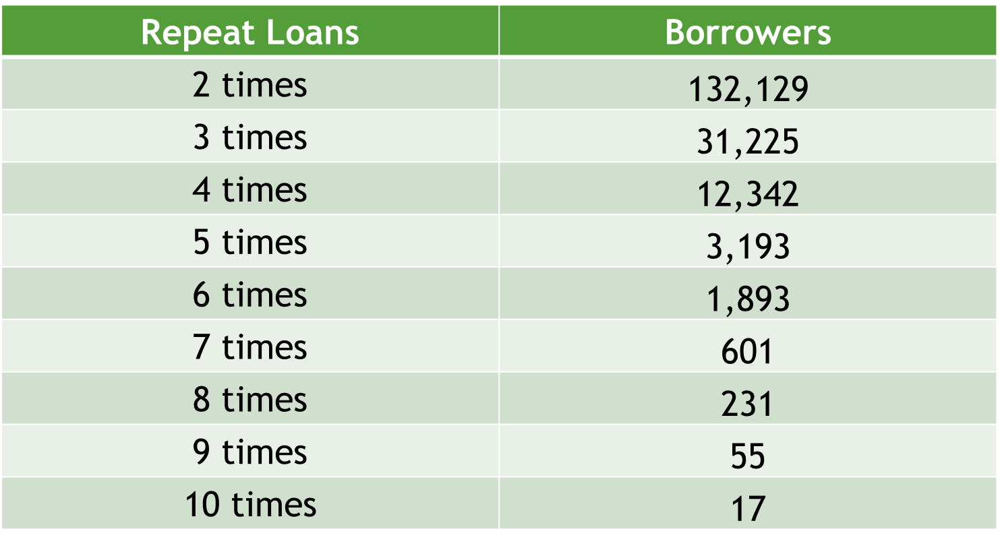 Repeat Loans Borrowers
2 times 132,129
3 times 31,225
4 times 12,342
5 times 3,193
6 times 1,893
7 times 601
8 times 231
9 times 55
10 times 17